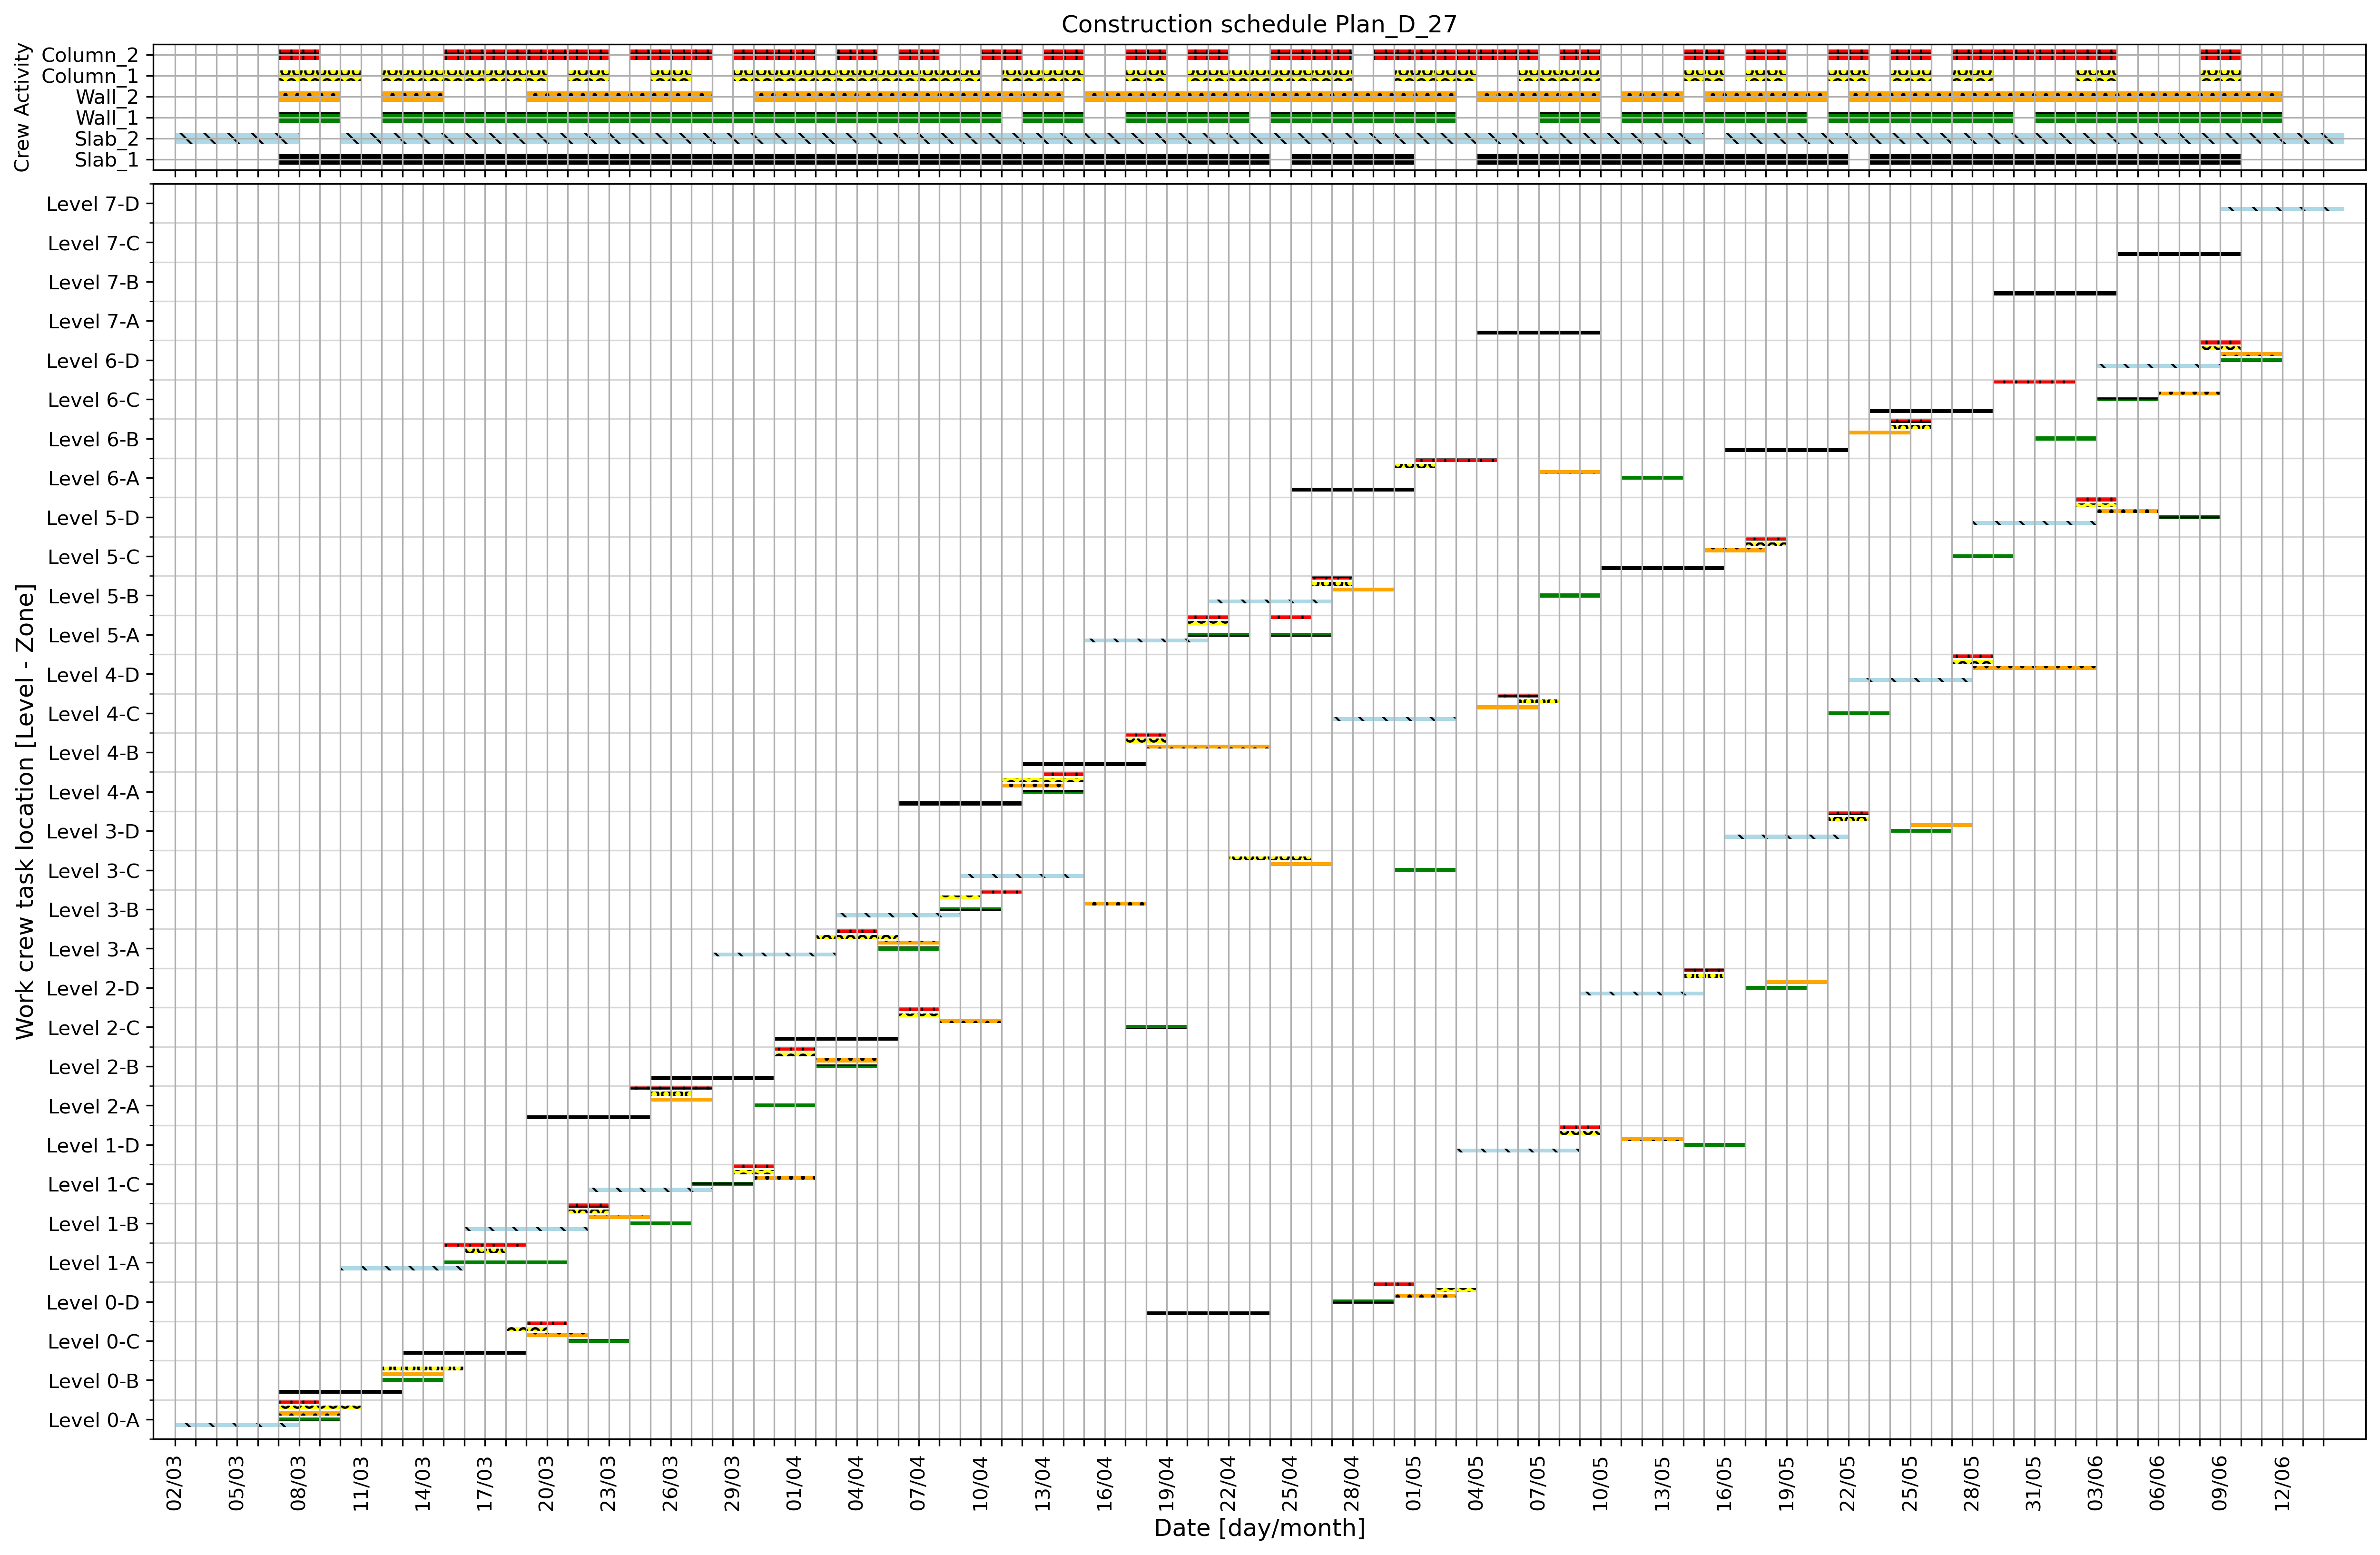 Construction schedule Plan_D_27
Crew Activity
Column_2
Column_1
Wall_2
Wall_1
Slab_2
Slab_1
Work crew task location [Level - Zone]
Level 7-D
Level 7-C
Level 7-B
Level 7-A
Level 6-D
Level 6-C
Level 6-B
Level 6-A
Level 5-D
Level 5-C
Level 5-B
Level 5-A
Level 4-D
Level 4-C
Level 4-B
Level 4-A
Level 3-D
Level 3-C
Level 3-B
Level 3-A
Level 2-D
Level 2-C
Level 2-B
Level 2-A
Level 1-D
Level 1-C
Level 1-B
Level 1-A
Level 0-D
Level 0-C
Level 0-B
Level 0-A
02/03
05/03
08/03
11/03
14/03
17/03
20/03
23/03
26/03
29/03
01/04
04/04
07/04
10/04
13/04
16/04
19/04
22/04
25/04
28/04
01/05
04/05
07/05
10/05
13/05
16/05
19/05
22/05
25/05
28/05
31/05
03/06
06/06
09/06
12/06
Date [day/month]